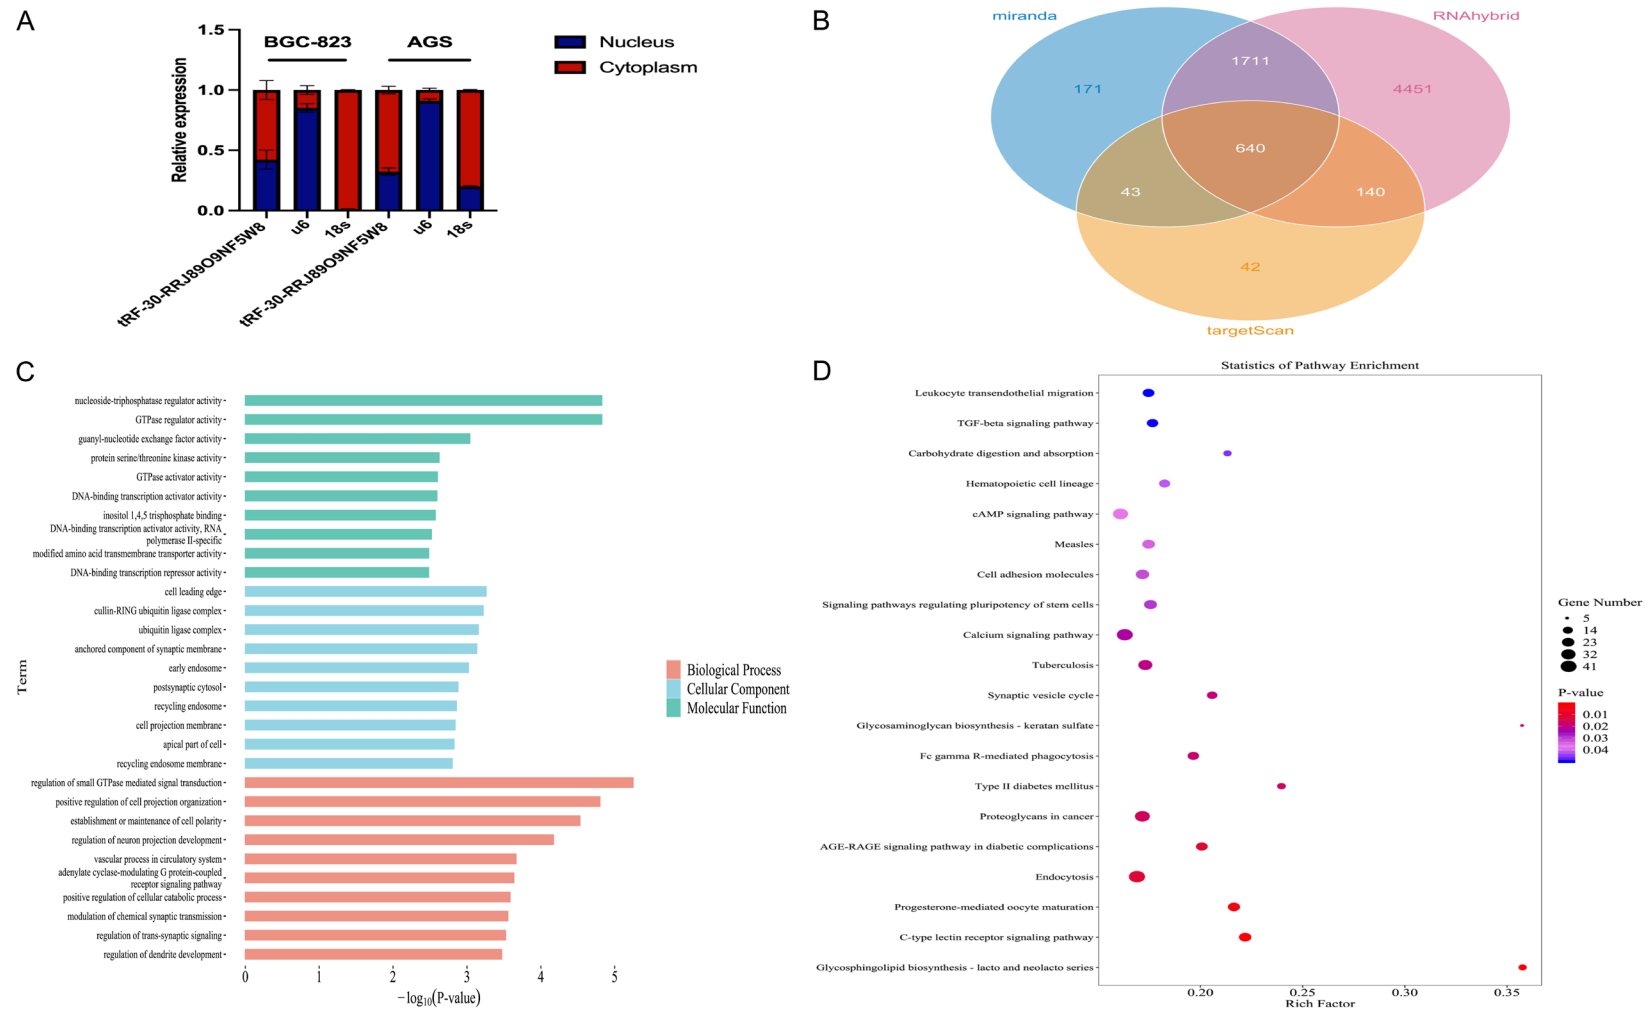 A
1.5
1.0
0.5
0.0
Relative expression
BGC-823
AGS
Nucleus
Cytoplasm
tRF-30-RRJ89O9NF5W8
u6
18s
tRF-30-RRJ89O9NF5W8
u6
18s
B
miranda
RNAhybrid
1711
171
4451
640
43
140
42
targetScan
C
Term
nucleoside-triphosphatase regulator activity
GTPase regulator activity
guanyl-nucleotide exchange factor activity
protein serine/threonine kinase activity
GTPase activator activity
DNA-binding transcription activator activity
inositol 1,4,5 trisphosphate binding
DNA-binding transcription activator activity, RNA
polymerase II-specific
modified amino acid transmembrane transporter activity
DNA-binding transcription repressor activity
cell leading edge
cullin-RING ubiquitin ligase complex
ubiquitin ligase complex
anchored component of synaptic membrane
early endosome
postsynaptic cytosol
recycling endosome
cell projection membrane
apical part of cell
recycling endosome membrane
regulation of small GTPase mediated signal transduction
positive regulation of cell projection organization
establishment or maintenance of cell polarity
regulation of neuron projection development
vascular process in circulatory system
adenylate cyclase-modulating G protein-coupled
receptor signaling pathway
positive regulation of cellular catabolic process
modulation of chemical synaptic transmission
regulation of trans-synaptic signaling
regulation of dendrite development
0 1 2 3 4 5
−log10(P-value)
Biological Process
Cellular Component
Molecular Function
D
Statistics of Pathway Enrichment
Leukocyte transendothelial migration
TGF-beta signaling pathway
Carbohydrate digestion and absorption
Hematopoietic cell lineage
cAMP signaling pathway
Measles
Cell adhesion molecules
Signaling pathways regulating pluripotency of stem cells
Calcium signaling pathway
Tuberculosis
Synaptic vesicle cycle
Glycosaminoglycan biosynthesis - keratan sulfate
Fc gamma R-mediated phagocytosis
Type II diabetes mellitus
Proteoglycans in cancer
AGE-RAGE signaling pathway in diabetic complications
Endocytosis
Progesterone-mediated oocyte maturation
C-type lectin receptor signaling pathway
Glycosphingolipid biosynthesis - lacto and neolacto series
0.20 0.25 0.30 0.35
Rich Factor
Gene Number
5
14
23
32
41
P-value
0.01
0.02
0.03
0.04